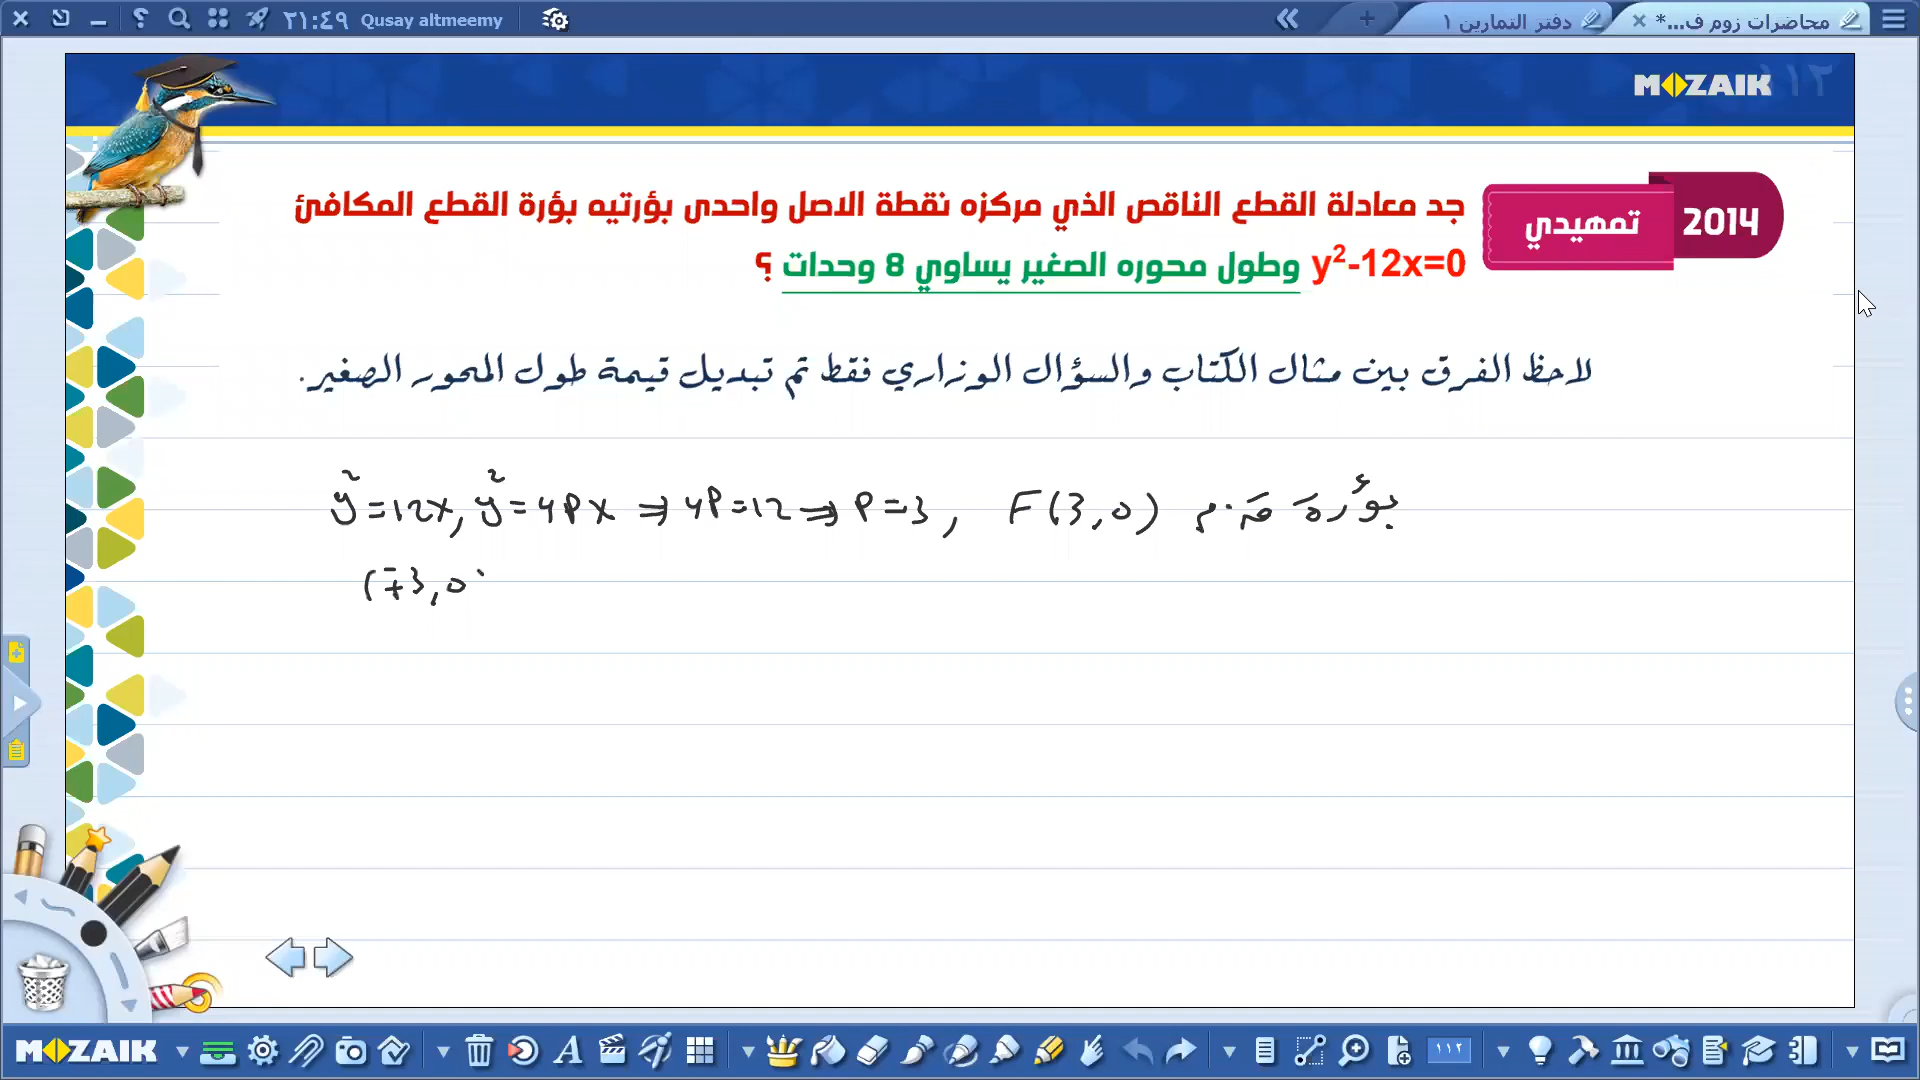 ٢١:٤٩ Qusay altmeemy
دفتر التمارين ١
محاضرات زوم ف...*
MOZAIK ١١٢
2014 تمهيدي
جد معادلة القطع الناقص الذي مركزه نقطة الاصل واحدى بؤرتيه بؤرة القطع المكافئ
y²-12x=0 وطول محوره الصغير يساوي 8 وحدات ؟
لاحظ الفرق بين مثال الكتاب والسؤال الوزاري فقط تم تبديل قيمة طول المحور الصغير.
y²=12x, y²=4Px ⇒ 4P=12 ⇒ P=3, F(3,0) بؤرة
(∓3,0
MOZAIK
١١٢